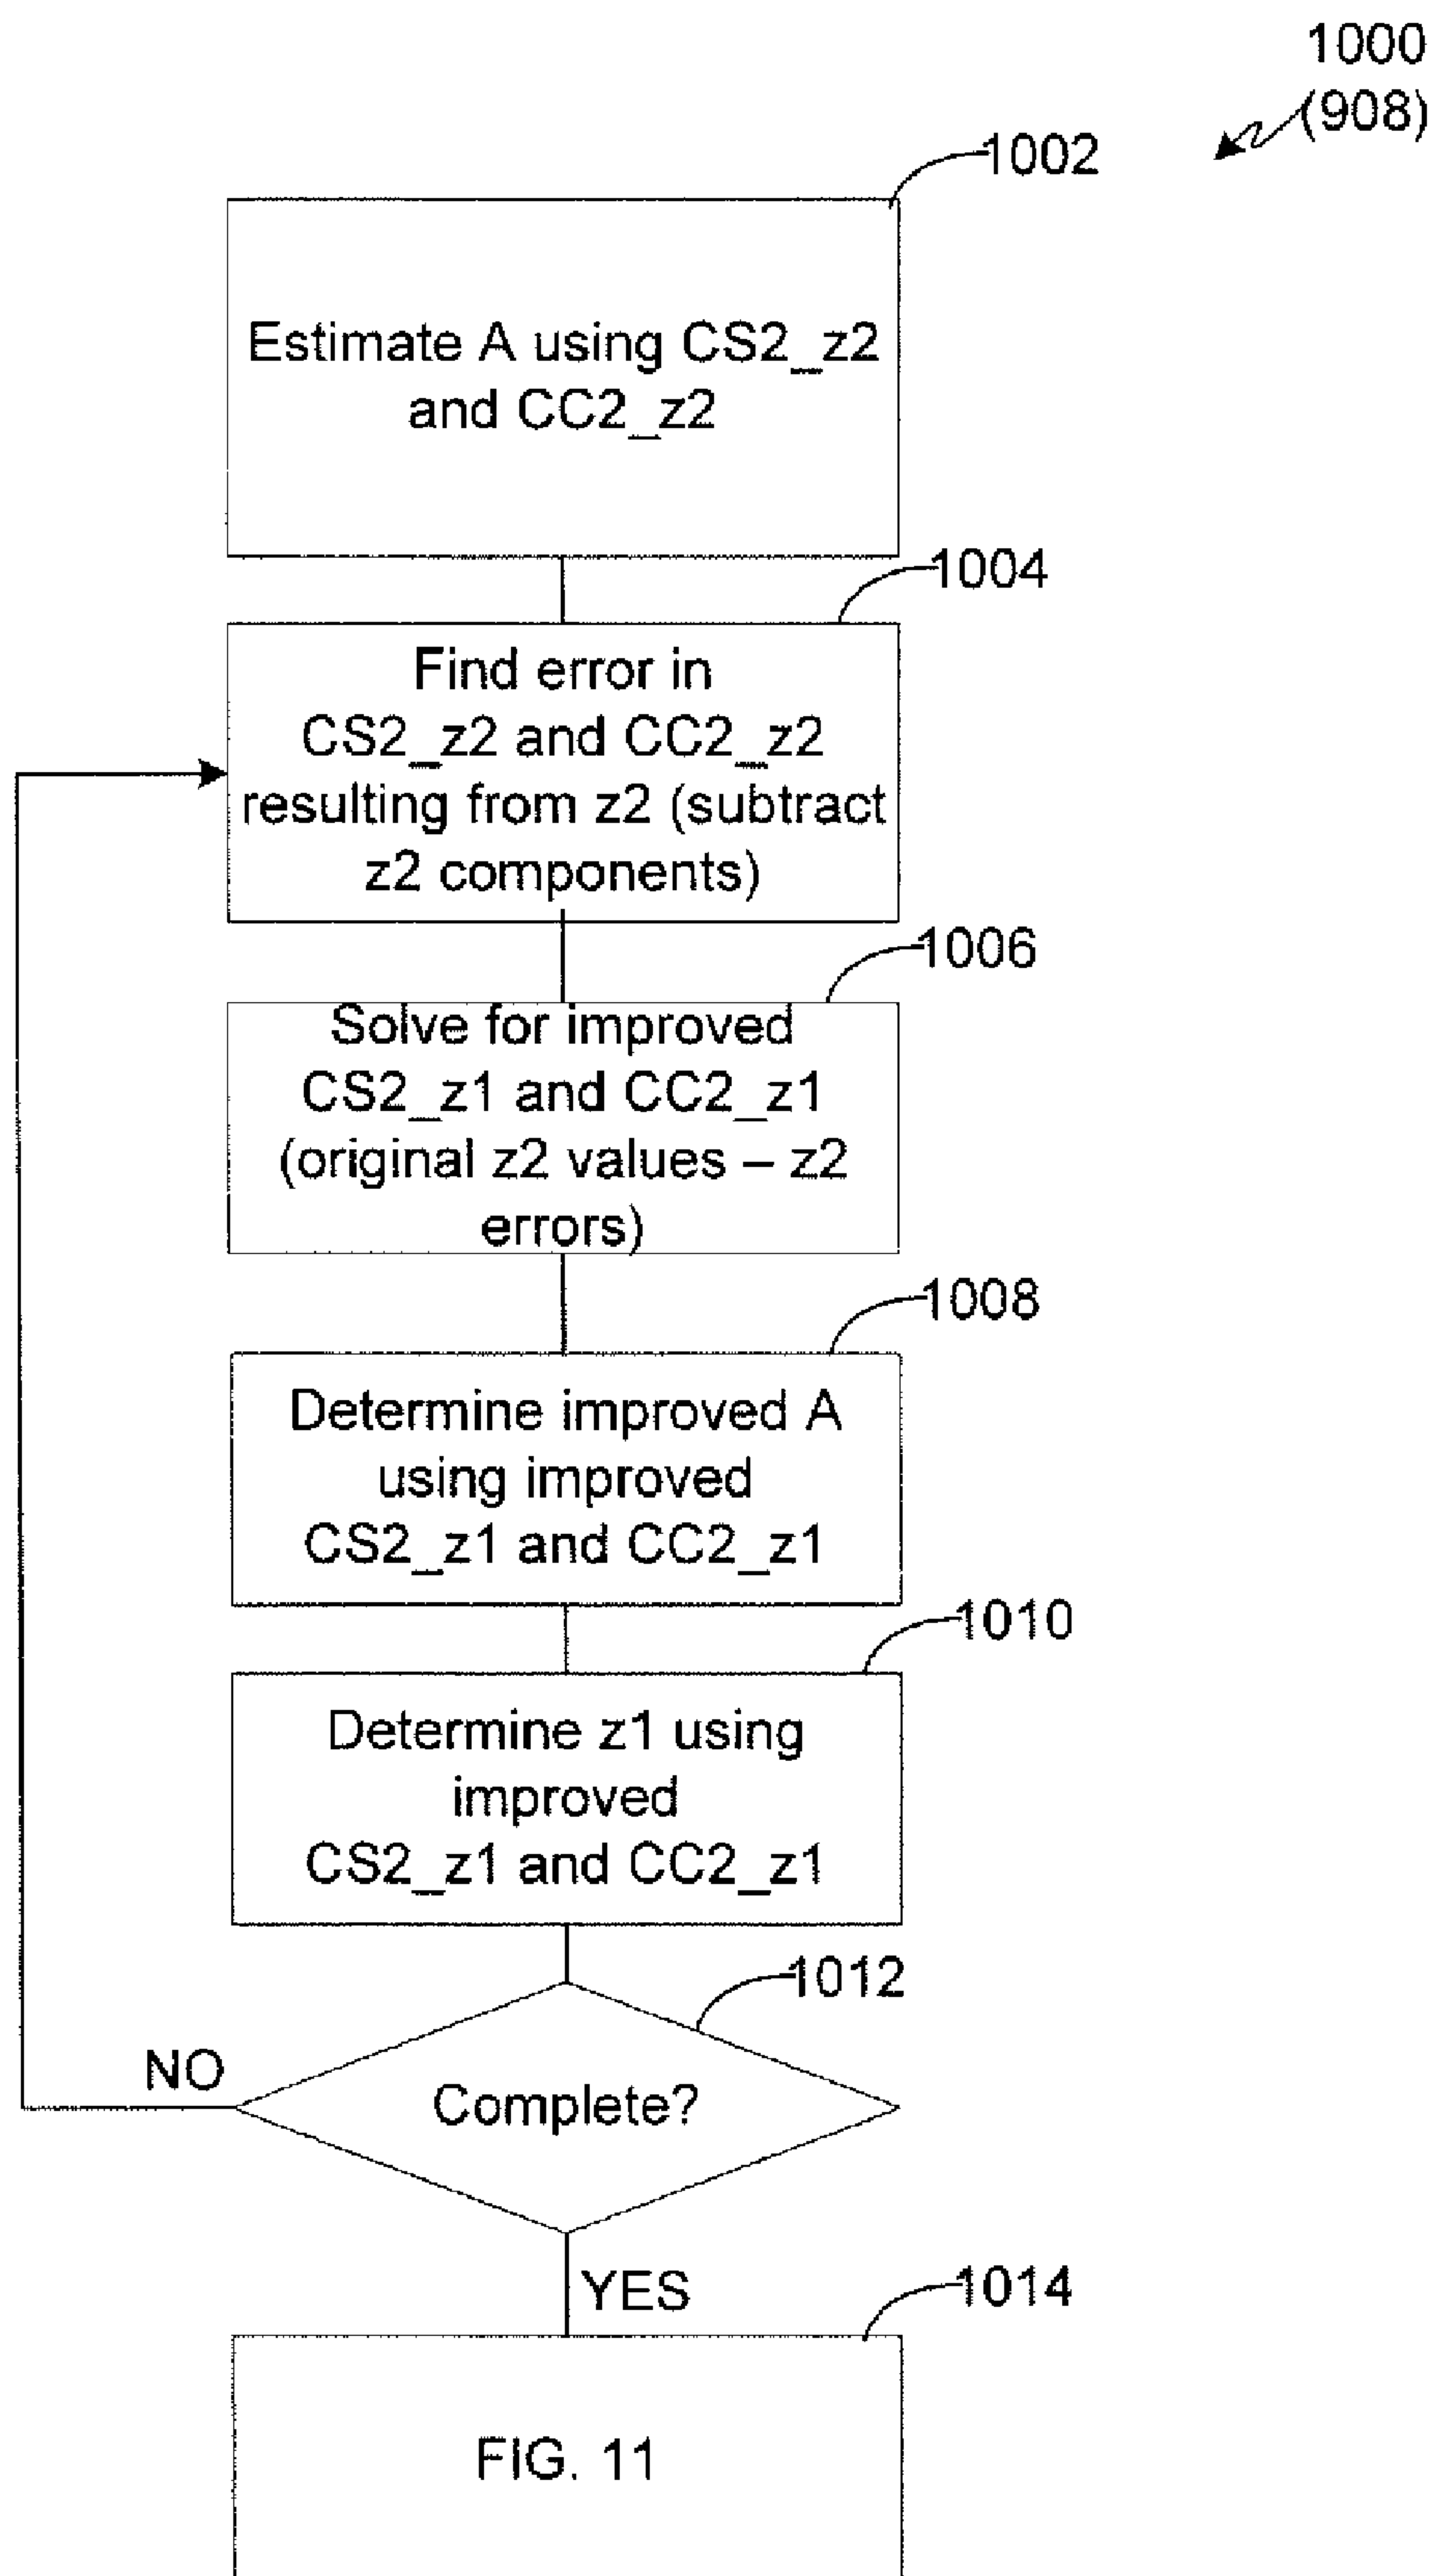 1000
(908)
1002
Estimate A using CS2_z2
and CC2_z2
1004
Find error in
CS2_z2 and CC2_z2
resulting from z2 (subtract
z2 components)
1006
Solve for improved
CS2_z1 and CC2_z1
(original z2 values – z2
errors)
1008
Determine improved A
using improved
CS2_z1 and CC2_z1
1010
Determine z1 using
improved
CS2_z1 and CC2_z1
1012
NO
Complete?
YES
1014
FIG. 11